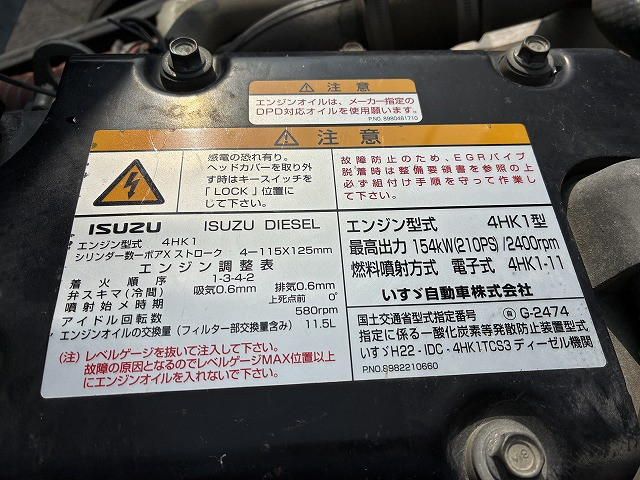 ⚠ 注意
エンジンオイルは、メーカー指定の
DPD対応オイルを使用願います。
P.NO. 8980481710
⚠ 注意
感電の恐れ有り。
ヘッドカバーを取り外
す時はキースイッチを
「LOCK」位置に
して下さい。
故障防止のため、EGRパイプ
脱着時は整備要領書を参照の上
必ず組付け手順を守って作業
して下さい。
ISUZU ISUZU DIESEL
エンジン型式 4HK1
シリンダー数ーボアX ストローク 4ー115X125mm
エンジン調整表
着火順序 1-3-4-2
弁スキマ(冷間) 吸気0.6mm 排気0.6mm
噴射始メ時期 上死点前 0°
アイドル回転数 580rpm
エンジンオイルの交換量(フィルター部交換含み) 11.5L
(注)レベルゲージを抜いて注入して下さい。
故障の原因となるのでレベルゲージMAX位置以上
にエンジンオイルを入れないで下さい。
エンジン型式 4HK1型
最高出力 154kW(210PS)/2400rpm
燃料噴射方式 電子式 4HK1-11
いすゞ自動車株式会社
国土交通省型式指定番号 G-2474
指定に係る一酸化炭素等発散防止装置型式
いすゞH22-IDC-4HK1TCS3 ディーゼル機関
P.NO.8982210660